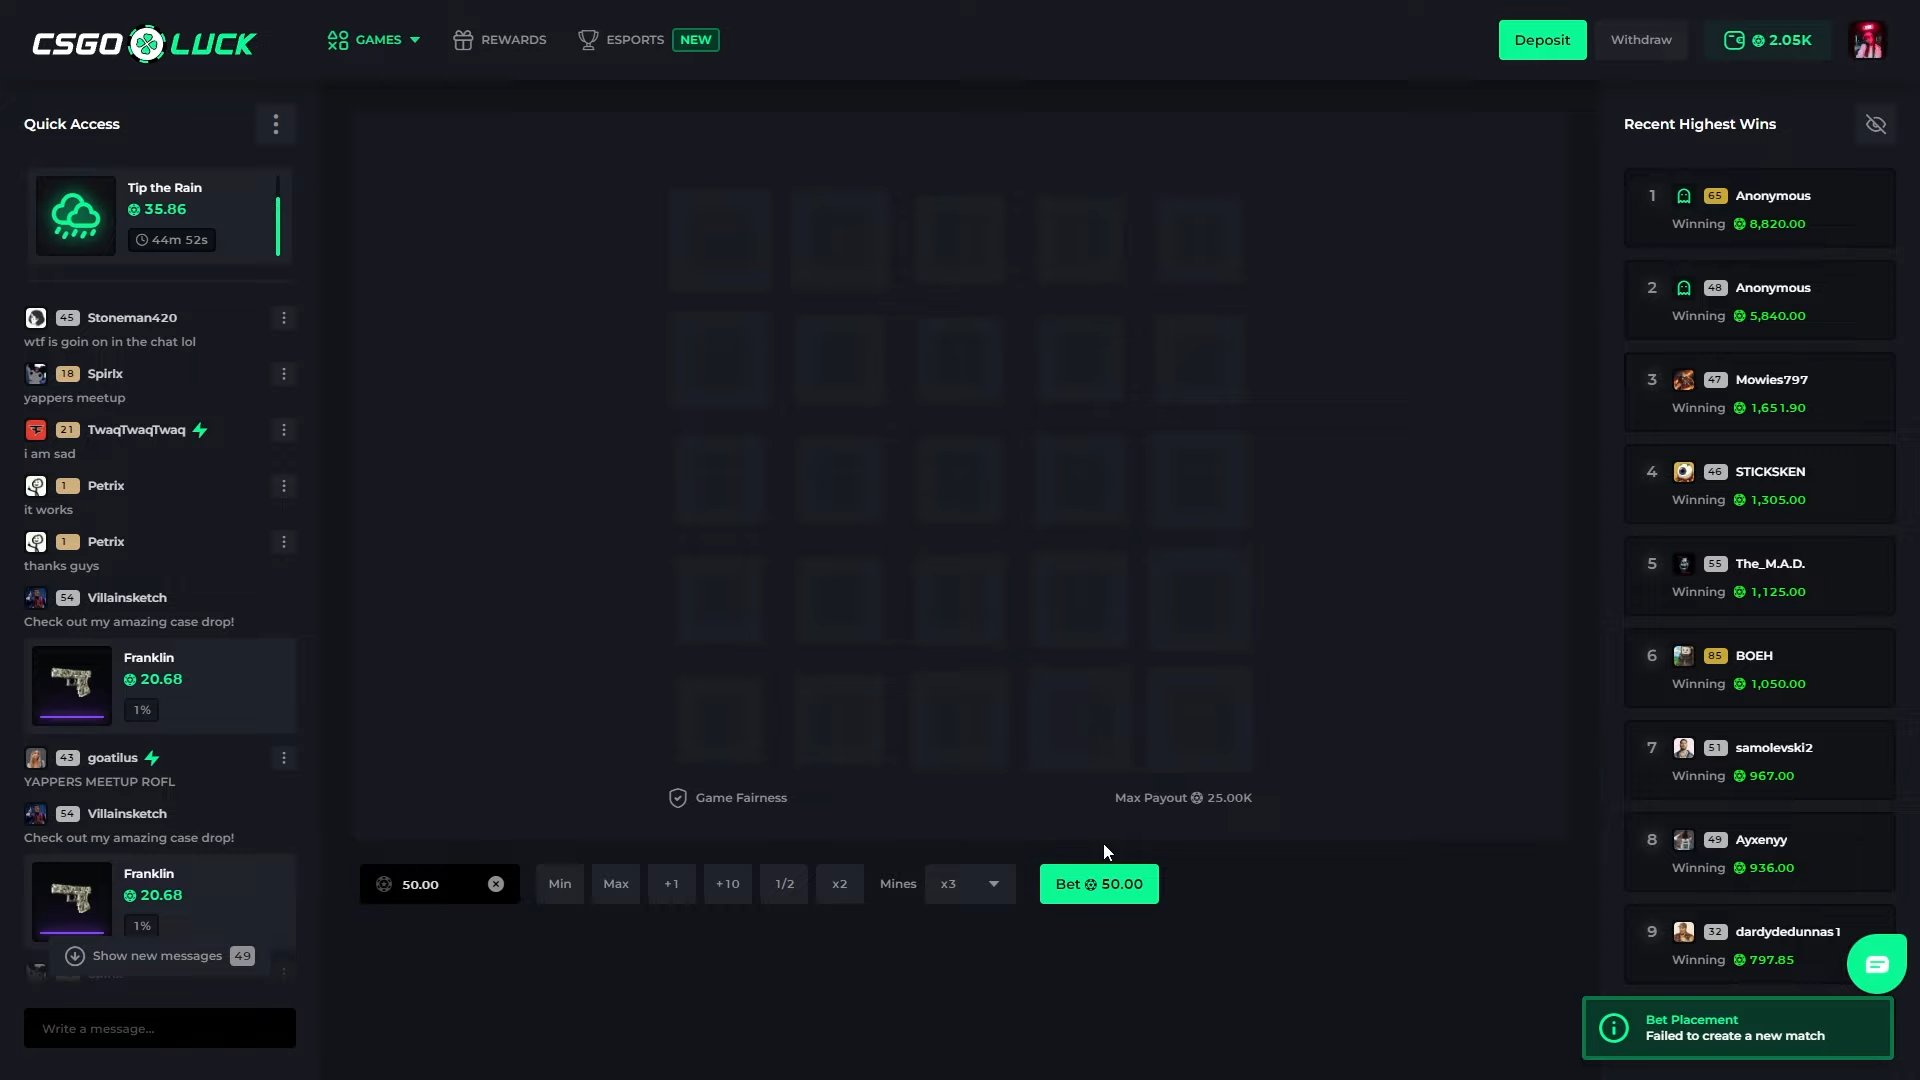 CSGO LUCK
GAMES
REWARDS
ESPORTS
NEW
Deposit
Withdraw
2.05K
Quick Access
Tip the Rain
35.86
44m 52s
45 Stoneman420
wtf is goin on in the chat lol
18 Spirlx
yappers meetup
21 TwaqTwaqTwaq
i am sad
1 Petrix
it works
1 Petrix
thanks guys
54 Villainsketch
Check out my amazing case drop!
Franklin
20.68
1%
43 goatilus
YAPPERS MEETUP ROFL
54 Villainsketch
Check out my amazing case drop!
Franklin
20.68
1%
Show new messages 49
Write a message...
Game Fairness
Max Payout 25.00K
50.00
Min
Max
+1
+10
1/2
x2
Mines
x3
Bet 50.00
Recent Highest Wins
1 65 Anonymous
Winning 8,820.00
2 48 Anonymous
Winning 5,840.00
3 47 Mowies797
Winning 1,651.90
4 46 STICKSKEN
Winning 1,305.00
5 55 The_M.A.D.
Winning 1,125.00
6 85 BOEH
Winning 1,050.00
7 51 samolevski2
Winning 967.00
8 49 Ayxenyy
Winning 936.00
9 32 dardydedunnas1
Winning 797.85
Bet Placement
Failed to create a new match